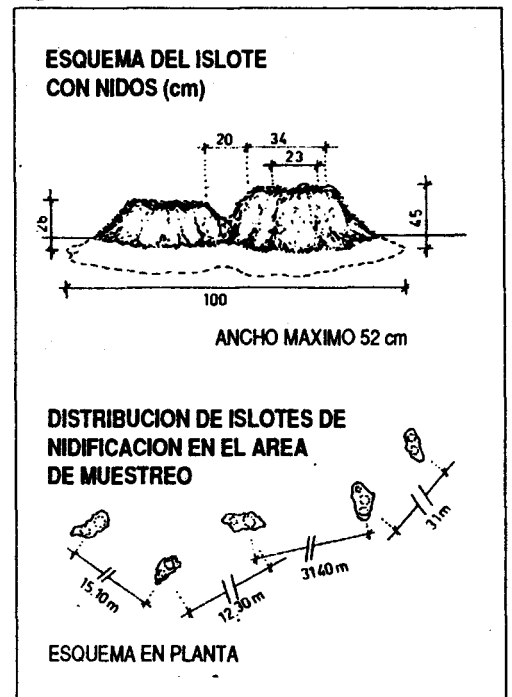 ESQUEMA DEL ISLOTE
CON NIDOS (cm)
20 34
23
26
45
100
ANCHO MAXIMO 52 cm
DISTRIBUCION DE ISLOTES DE
NIDIFICACION EN EL AREA
DE MUESTREO
15.10 m
12.30 m
31.40 m
31 m
ESQUEMA EN PLANTA